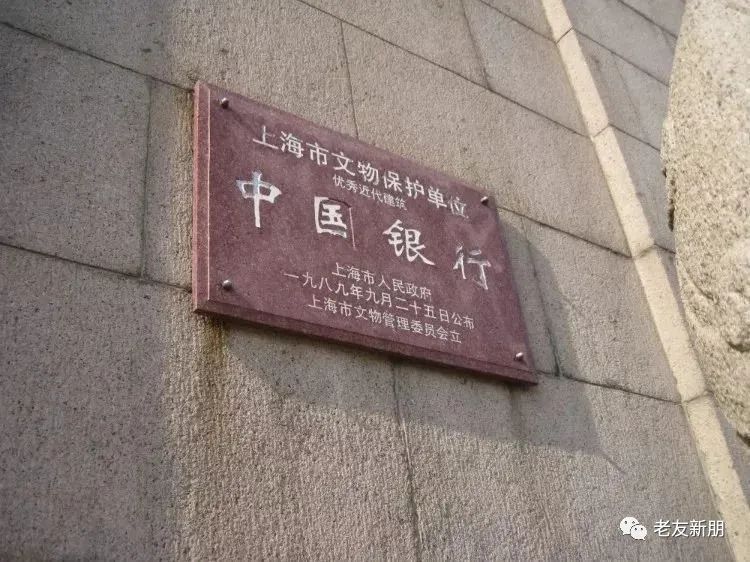 上海市文物保护单位
优秀近代建筑
中国银行
上海市人民政府
一九八九年九月二十五日公布
上海市文物管理委员会立
老友新朋